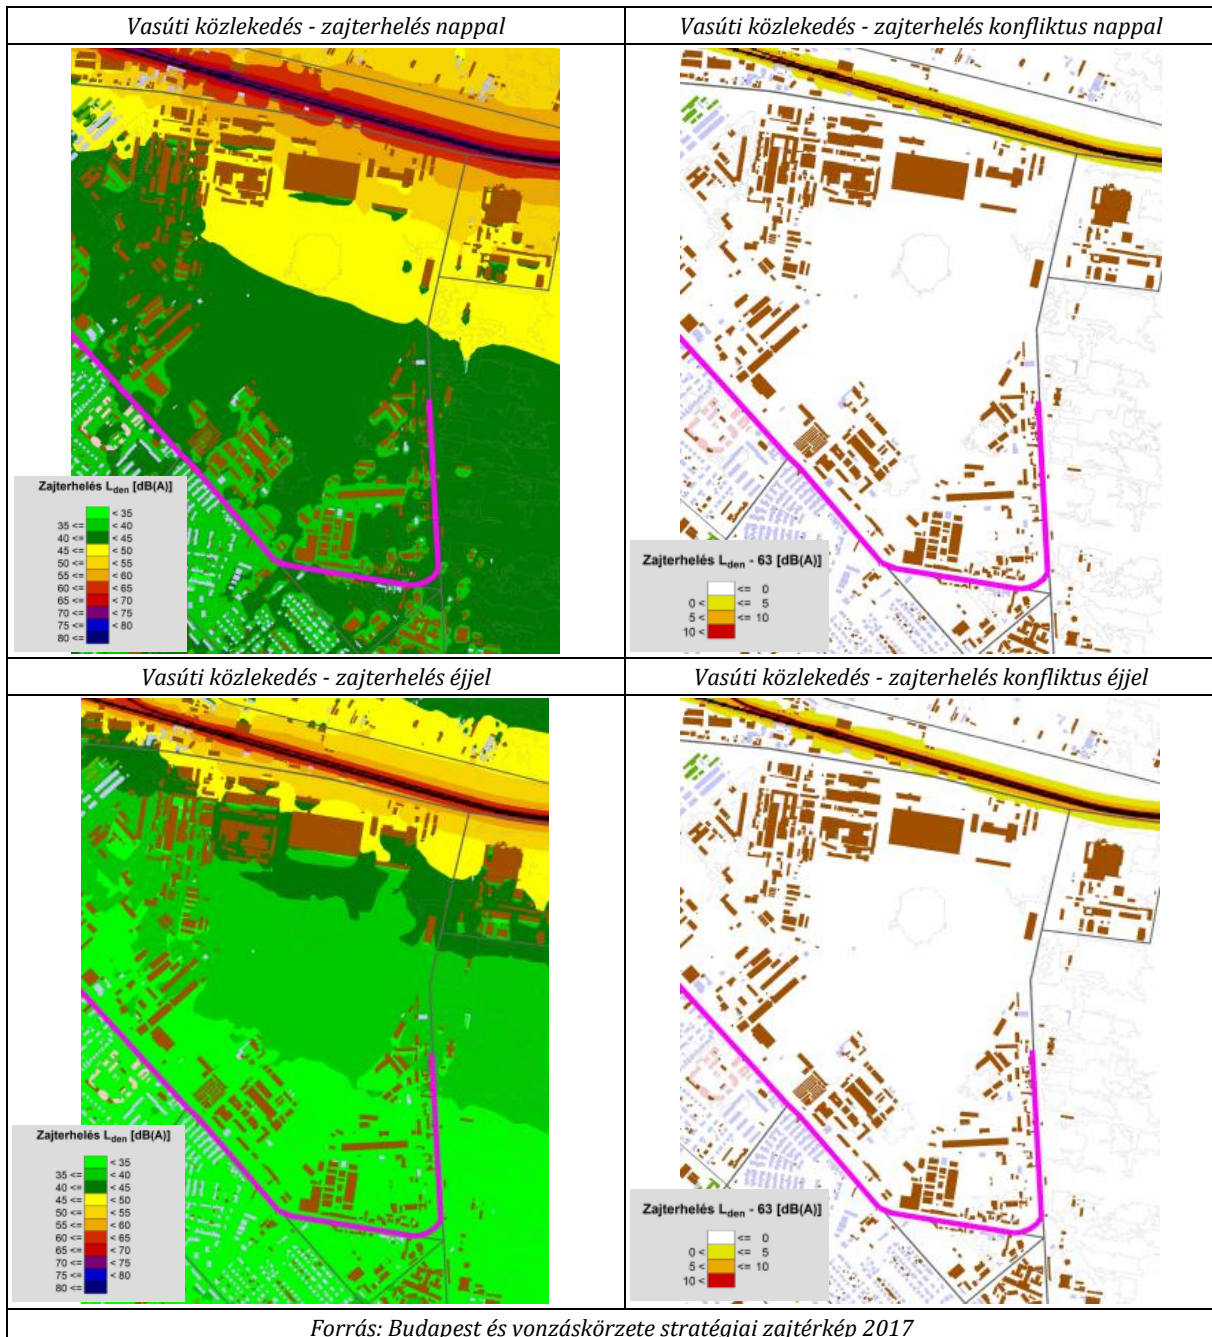 Vasúti közlekedés - zajterhelés nappal
Vasúti közlekedés - zajterhelés konfliktus nappal
Zajterhelés Lden [dB(A)]
< 35
35 <= < 40
40 <= < 45
45 <= < 50
50 <= < 55
55 <= < 60
60 <= < 65
65 <= < 70
70 <= < 75
75 <= < 80
80 <=
Zajterhelés Lden - 63 [dB(A)]
<= 0
0 < <= 5
5 < <= 10
10 <
Vasúti közlekedés - zajterhelés éjjel
Vasúti közlekedés - zajterhelés konfliktus éjjel
Zajterhelés Lden [dB(A)]
< 35
35 <= < 40
40 <= < 45
45 <= < 50
50 <= < 55
55 <= < 60
60 <= < 65
65 <= < 70
70 <= < 75
75 <= < 80
80 <=
Zajterhelés Lden - 63 [dB(A)]
<= 0
0 < <= 5
5 < <= 10
10 <
Forrás: Budapest és vonzáskörzete stratégiai zajtérkép 2017